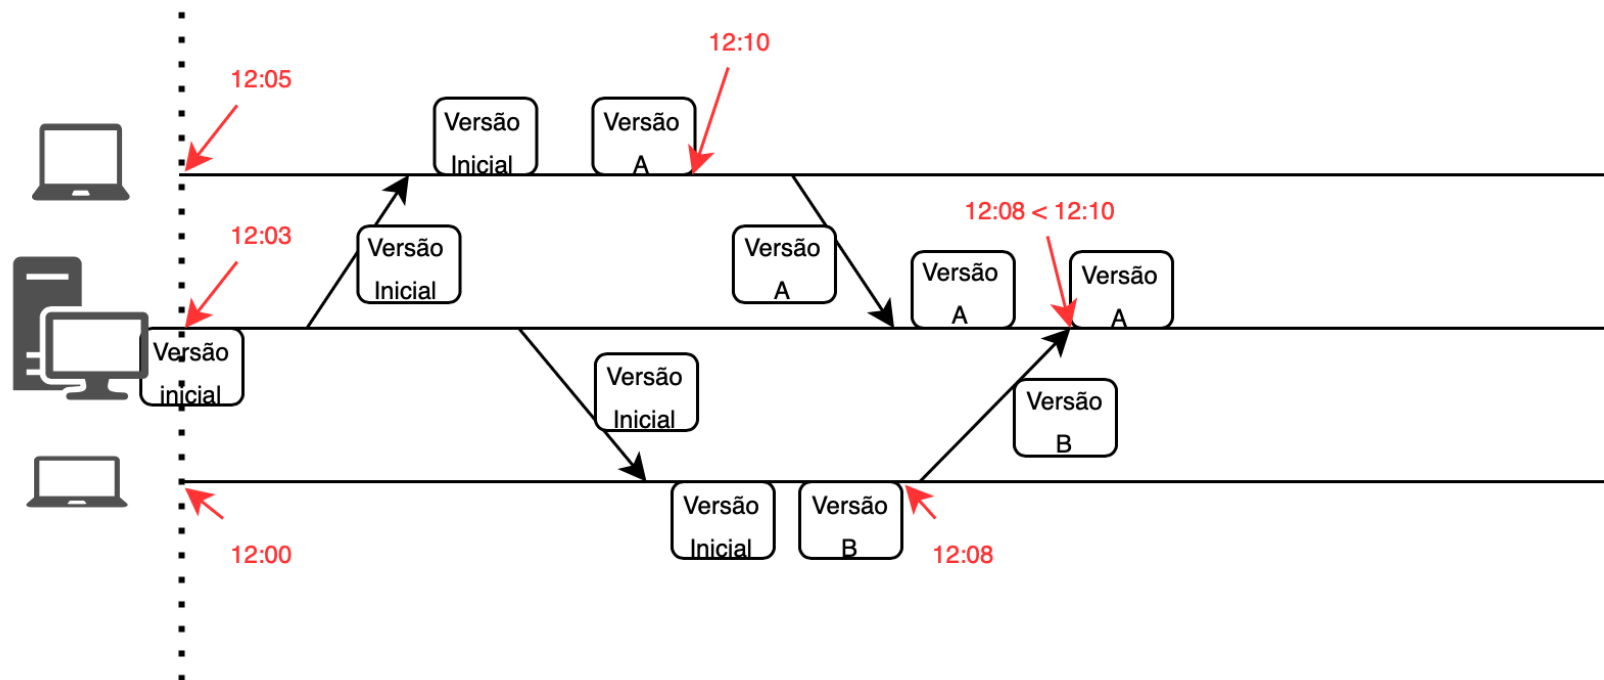 12:10
12:05
Versão
Inicial
Versão
A
12:08 < 12:10
12:03
Versão
Inicial
Versão
A
Versão
A
Versão
A
Versão
inicial
Versão
Inicial
Versão
B
Versão
Inicial
Versão
B
12:00
12:08